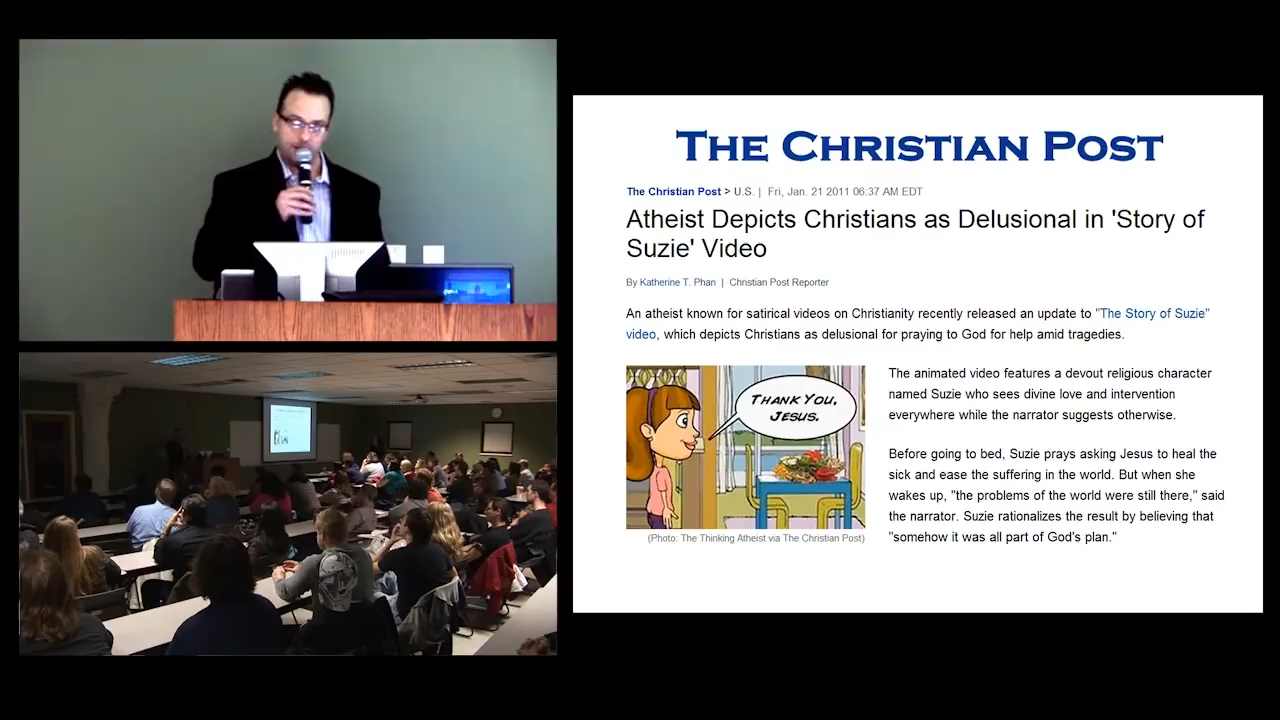 THE CHRISTIAN POST
The Christian Post > U.S. | Fri, Jan. 21 2011 06:37 AM EDT
Atheist Depicts Christians as Delusional in 'Story of
Suzie' Video
By Katherine T. Phan | Christian Post Reporter
An atheist known for satirical videos on Christianity recently released an update to "The Story of Suzie"
video, which depicts Christians as delusional for praying to God for help amid tragedies.
THANK YOU,
JESUS.
(Photo: The Thinking Atheist via The Christian Post)
The animated video features a devout religious character
named Suzie who sees divine love and intervention
everywhere while the narrator suggests otherwise.
Before going to bed, Suzie prays asking Jesus to heal the
sick and ease the suffering in the world. But when she
wakes up, "the problems of the world were still there," said
the narrator. Suzie rationalizes the result by believing that
"somehow it was all part of God's plan."